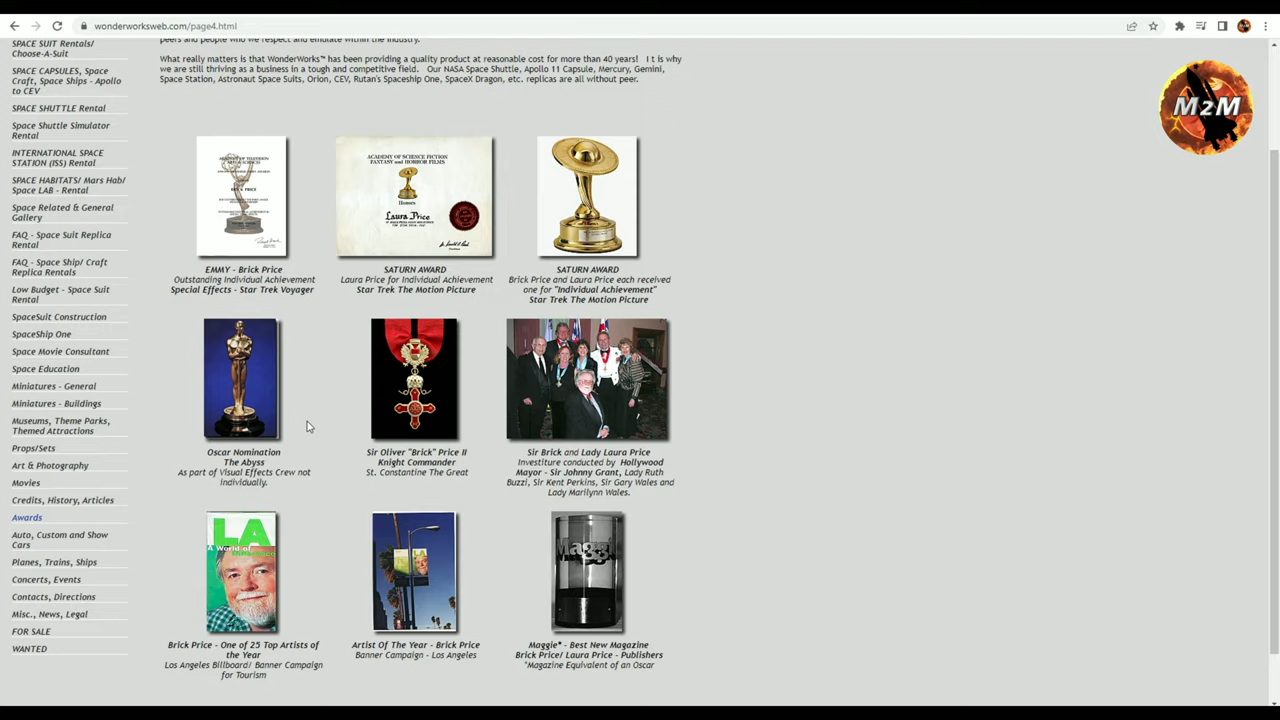 wonderworksweb.com/page4.html
peers and people who we respect and emulate within the industry.
What really matters is that WonderWorks™ has been providing a quality product at reasonable cost for more than 40 years! I t is why
we are still thriving as a business in a tough and competitive field. Our NASA Space Shuttle, Apollo 11 Capsule, Mercury, Gemini,
Space Station, Astronaut Space Suits, Orion, CEV, Rutan's Spaceship One, SpaceX Dragon, etc. replicas are all without peer.
SPACE SUIT Rentals/
Choose-A-Suit
SPACE CAPSULES, Space
Craft, Space Ships - Apollo
to CEV
SPACE SHUTTLE Rental
Space Shuttle Simulator
Rental
INTERNATIONAL SPACE
STATION (ISS) Rental
SPACE HABITATS/ Mars Hab/
Space LAB - Rental
Space Related & General
Gallery
FAQ - Space Suit Replica
Rental
FAQ - Space Ship/ Craft
Replica Rentals
Low Budget - Space Suit
Rental
SpaceSuit Construction
SpaceShip One
Space Movie Consultant
Space Education
Miniatures - General
Miniatures - Buildings
Museums, Theme Parks,
Themed Attractions
Props/Sets
Art & Photography
Movies
Credits, History, Articles
Awards
Auto, Custom and Show
Cars
Planes, Trains, Ships
Concerts, Events
Contacts, Directions
Misc., News, Legal
FOR SALE
WANTED
M2M
ACADEMY OF SCIENCE FICTION
FANTASY and HORROR FILMS
Honors
Laura Price
EMMY - Brick Price
Outstanding Individual Achievement
Special Effects - Star Trek Voyager
SATURN AWARD
Laura Price for Individual Achievement
Star Trek The Motion Picture
SATURN AWARD
Brick Price and Laura Price each received
one for "Individual Achievement"
Star Trek The Motion Picture
Oscar Nomination
The Abyss
As part of Visual Effects Crew not
individually.
Sir Oliver "Brick" Price II
Knight Commander
St. Constantine The Great
Sir Brick and Lady Laura Price
Investiture conducted by Hollywood
Mayor - Sir Johnny Grant, Lady Ruth
Buzzi, Sir Kent Perkins, Sir Gary Wales and
Lady Marilynn Wales.
LA
A World of
Brick Price - One of 25 Top Artists of
the Year
Los Angeles Billboard/ Banner Campaign
for Tourism
Artist Of The Year - Brick Price
Banner Campaign - Los Angeles
Maggie
Maggie* - Best New Magazine
Brick Price/ Laura Price - Publishers
*Magazine Equivalent of an Oscar